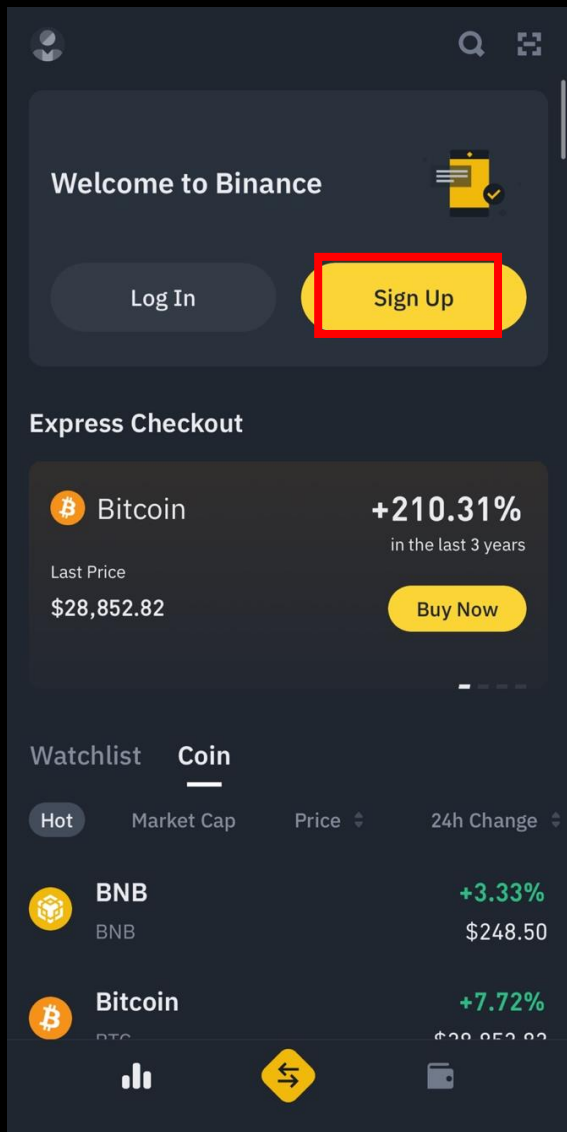 Welcome to Binance
Log In Sign Up
Express Checkout
Bitcoin +210.31%
in the last 3 years
Last Price
$28,852.82 Buy Now
Watchlist Coin
Hot Market Cap Price 24h Change
BNB +3.33%
BNB $248.50
Bitcoin +7.72%